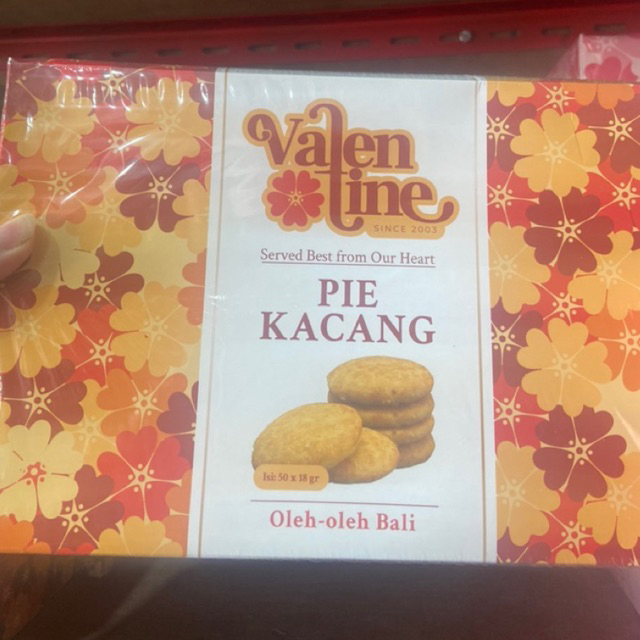 Valen
tine
SINCE 2003
Served Best from Our Heart
PIE
KACANG
Isi: 50 x 18 gr
Oleh-oleh Bali